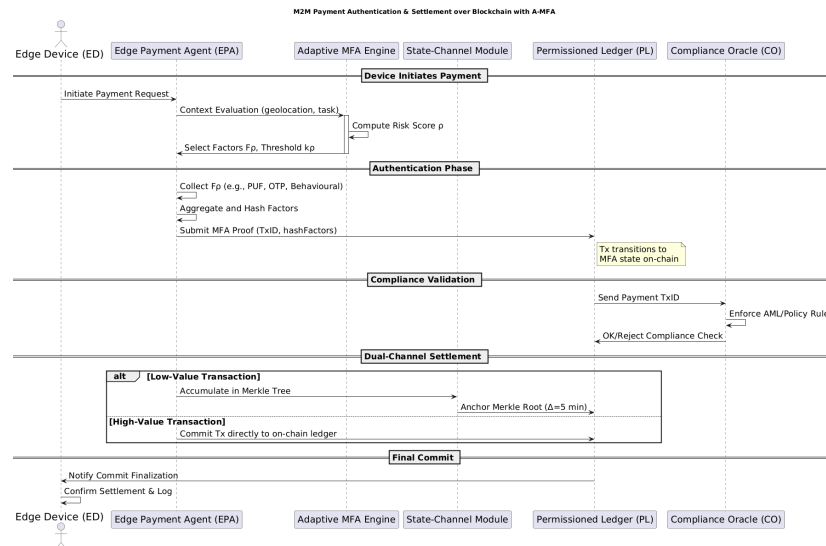 M2M Payment Authentication & Settlement over Blockchain with A-MFA
Edge Device (ED)
Edge Payment Agent (EPA)
Adaptive MFA Engine
State-Channel Module
Permissioned Ledger (PL)
Compliance Oracle (CO)
Device Initiates Payment
Initiate Payment Request
Context Evaluation (geolocation, task)
Compute Risk Score ρ
Select Factors Fρ, Threshold kρ
Authentication Phase
Collect Fρ (e.g., PUF, OTP, Behavioural)
Aggregate and Hash Factors
Submit MFA Proof (TxID, hashFactors)
Tx transitions to
MFA state on-chain
Compliance Validation
Send Payment TxID
Enforce AML/Policy Rule
OK/Reject Compliance Check
Dual-Channel Settlement
alt [Low-Value Transaction]
Accumulate in Merkle Tree
Anchor Merkle Root (Δ=5 min)
[High-Value Transaction]
Commit Tx directly to on-chain ledger
Final Commit
Notify Commit Finalization
Confirm Settlement & Log
Edge Device (ED)
Edge Payment Agent (EPA)
Adaptive MFA Engine
State-Channel Module
Permissioned Ledger (PL)
Compliance Oracle (CO)